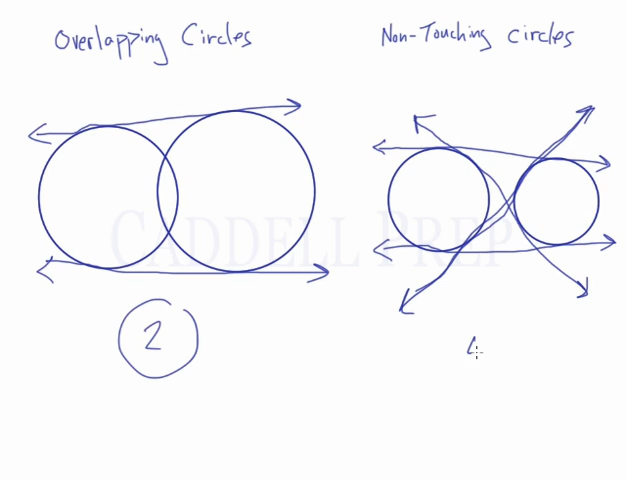 Overlapping Circles
Non-Touching circles
CADDELL PREP
2